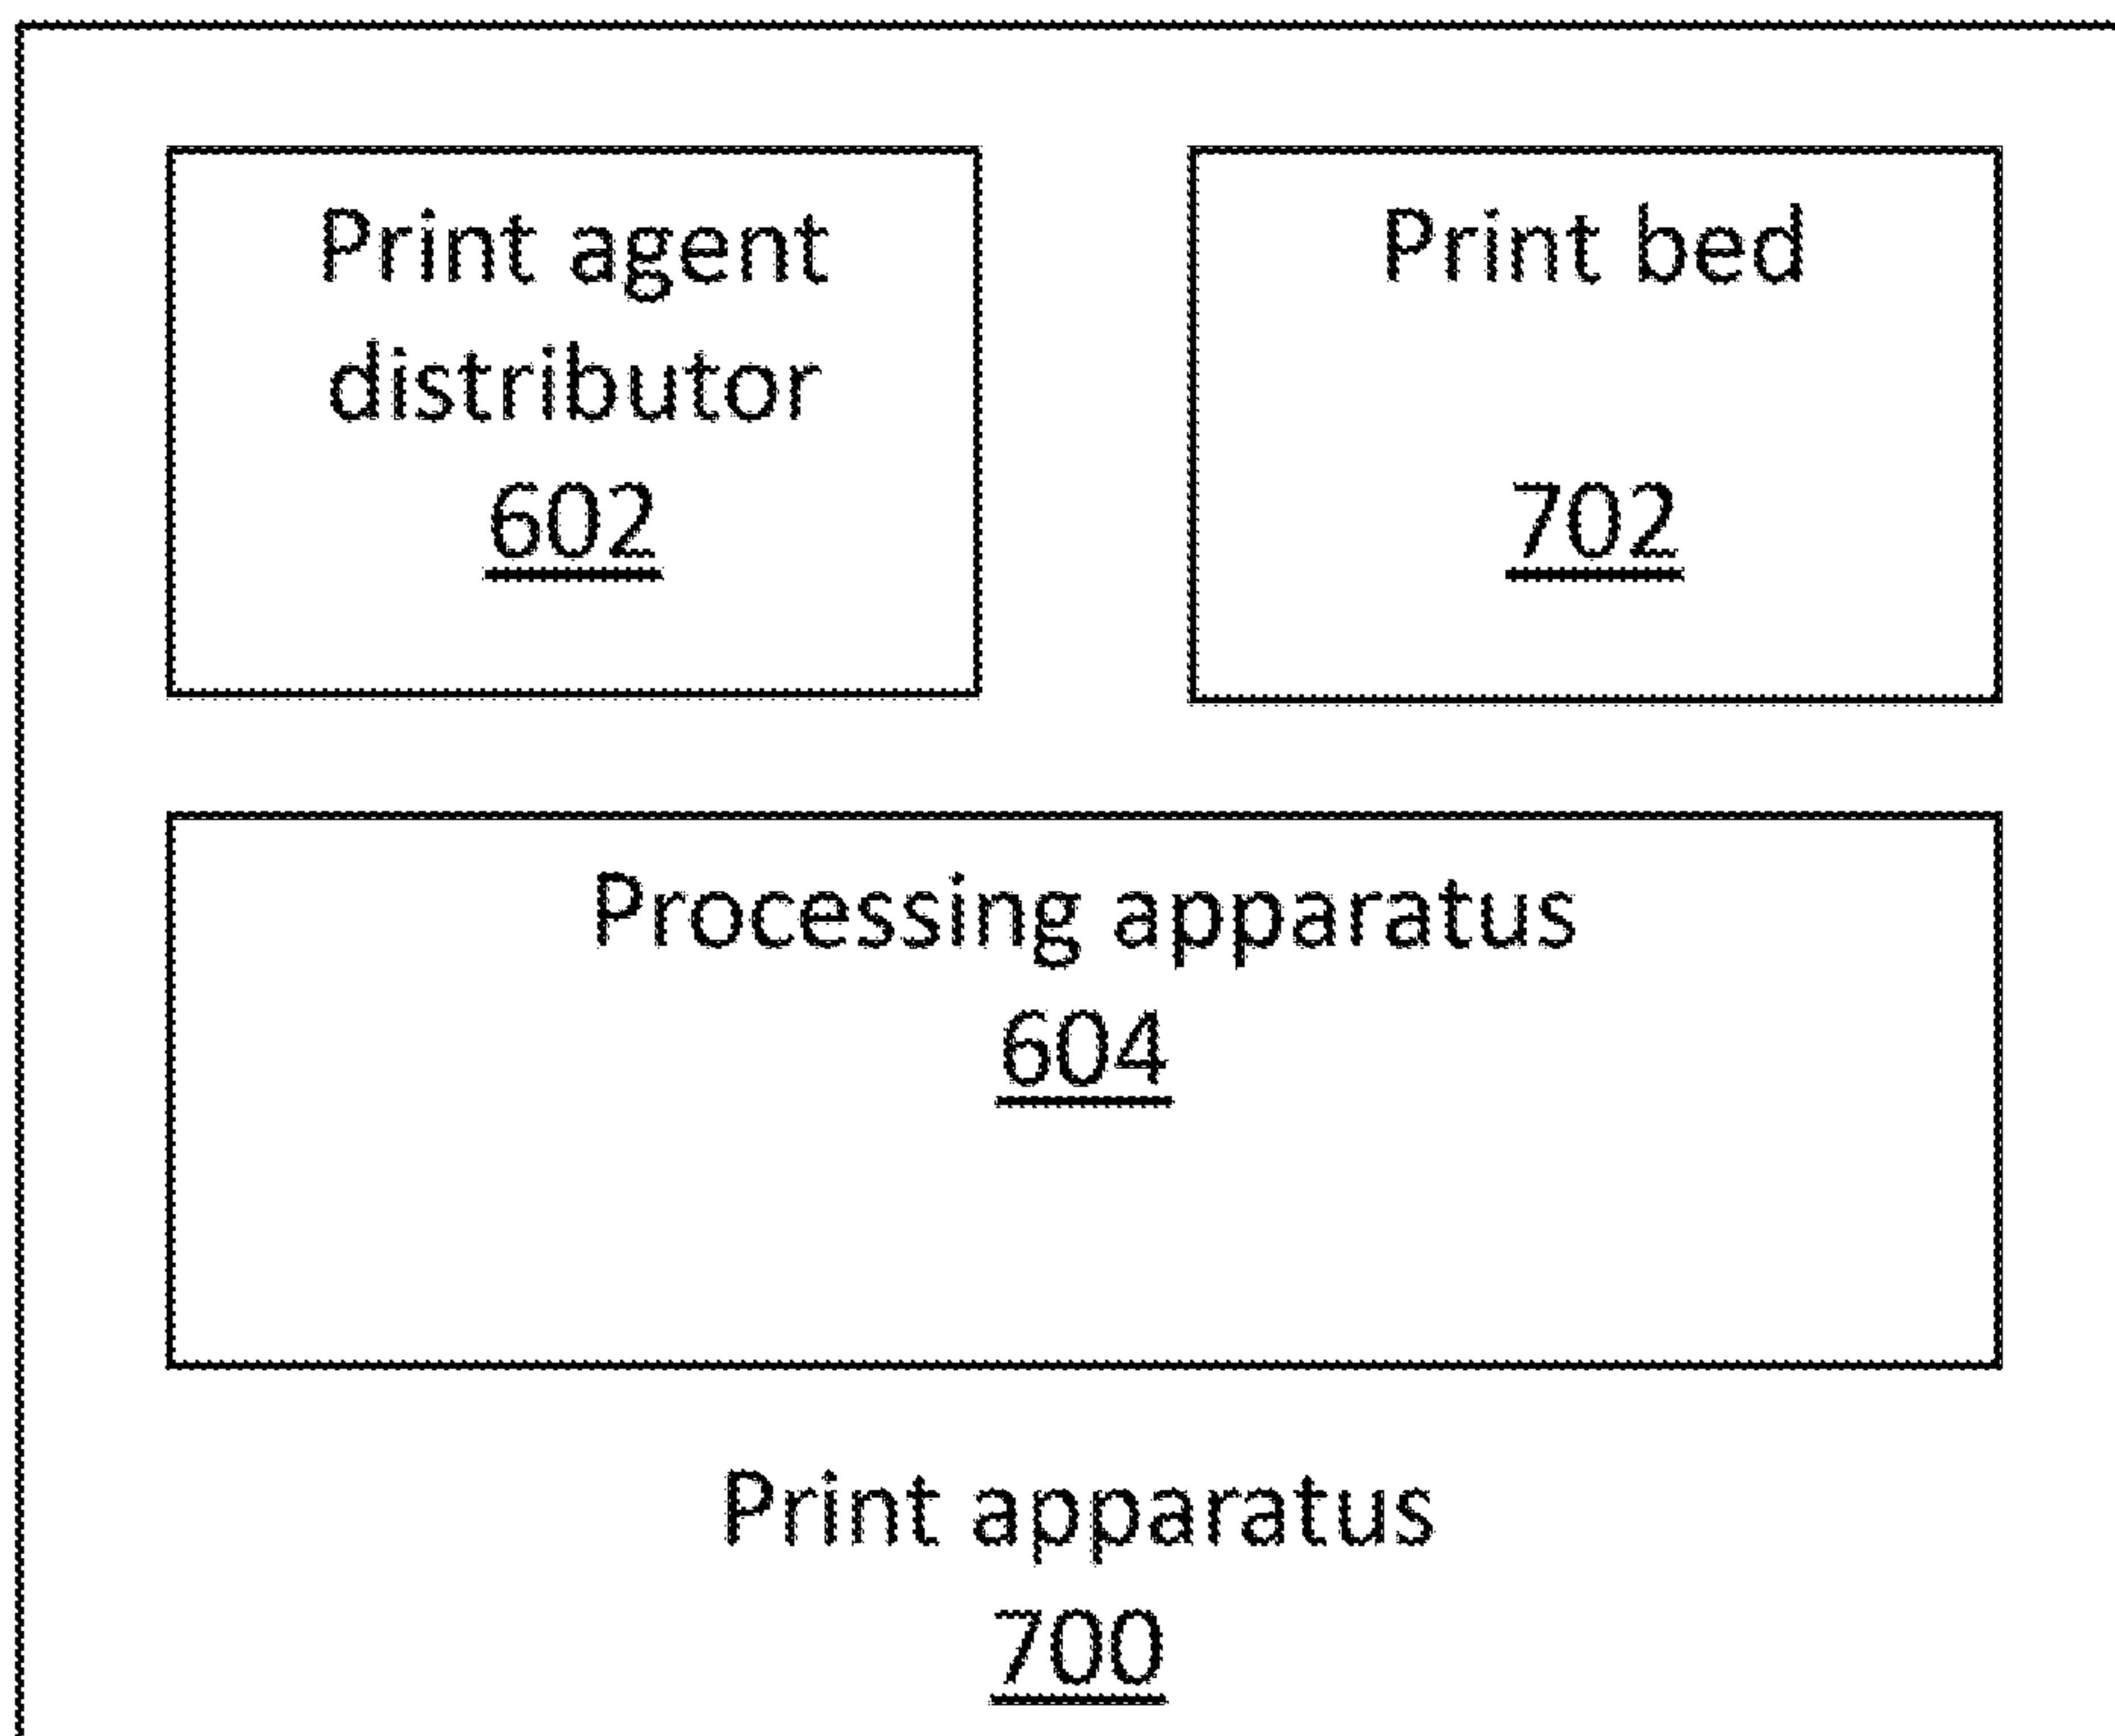 Print agent
distributor
602
Print bed
702
Processing apparatus
604
Print apparatus
700